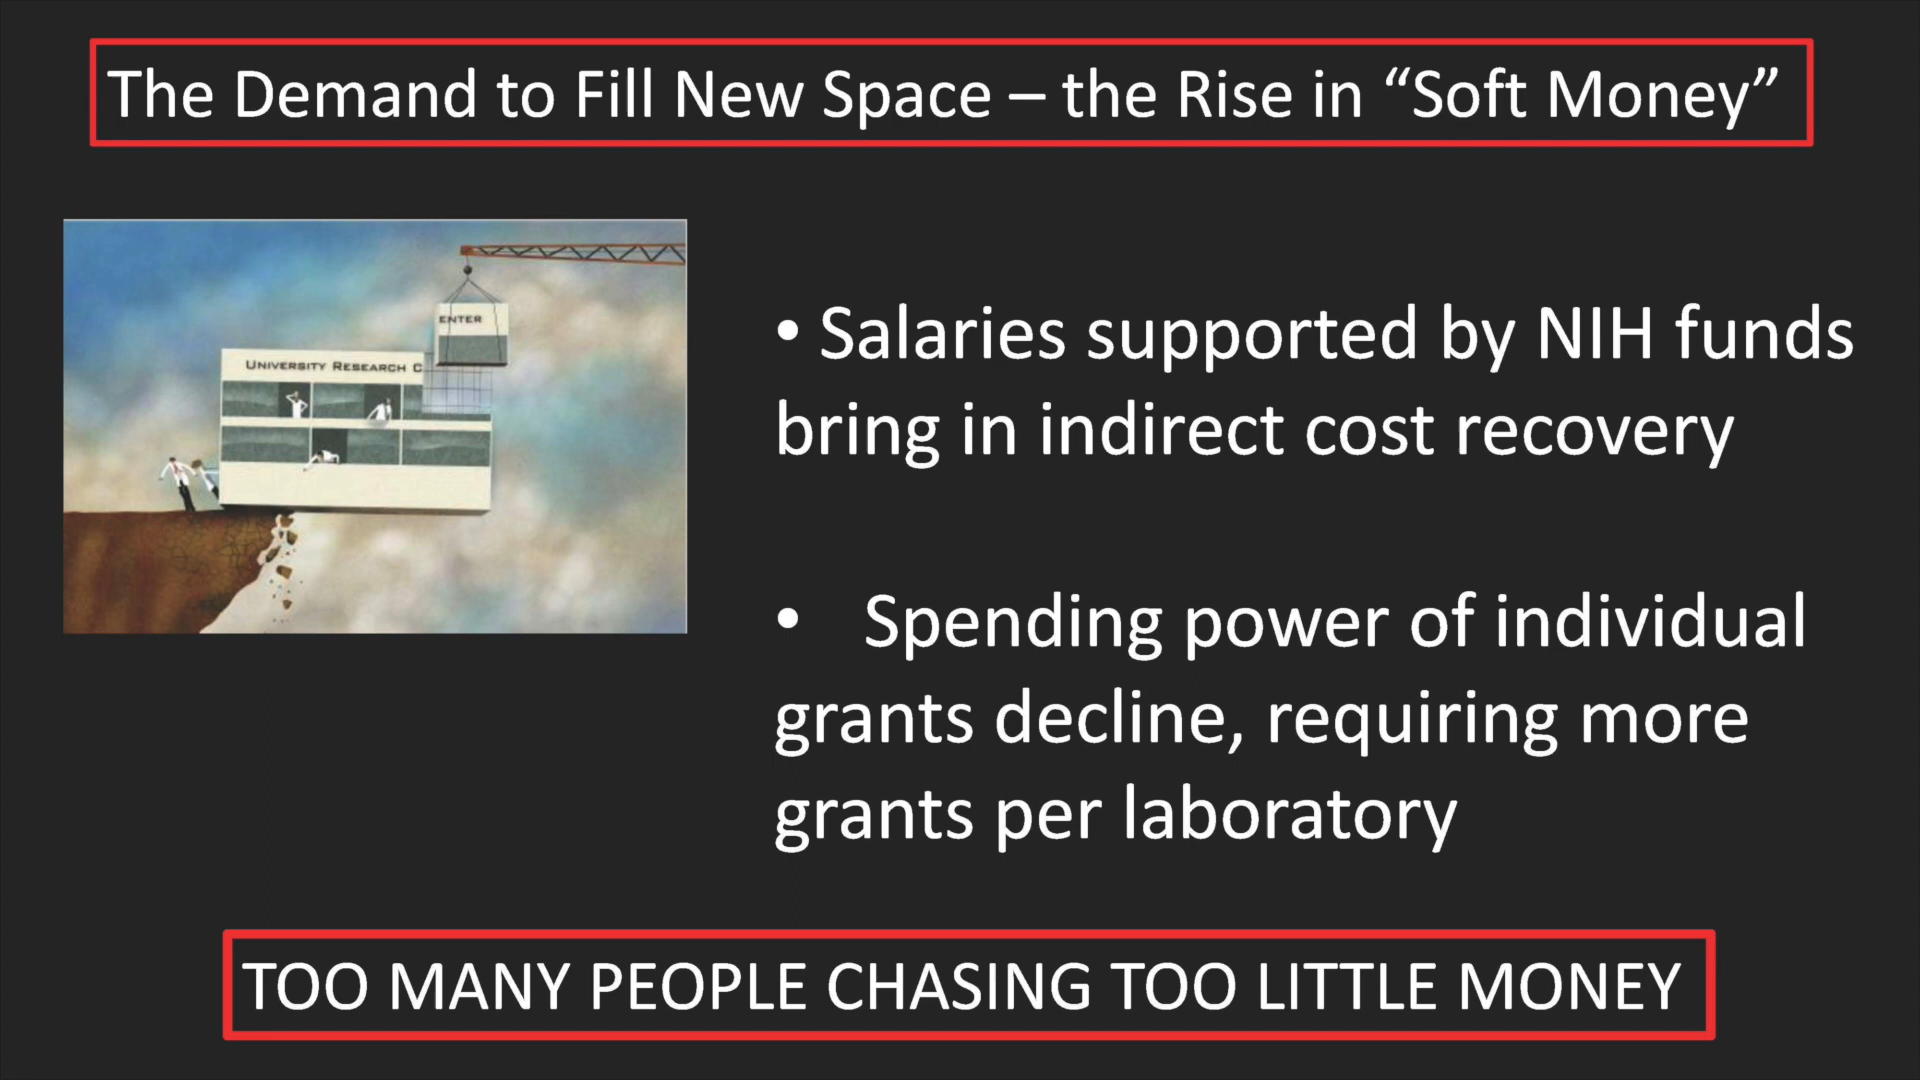 The Demand to Fill New Space – the Rise in “Soft Money”
ENTER
UNIVERSITY RESEARCH C
• Salaries supported by NIH funds
bring in indirect cost recovery
• Spending power of individual
grants decline, requiring more
grants per laboratory
TOO MANY PEOPLE CHASING TOO LITTLE MONEY